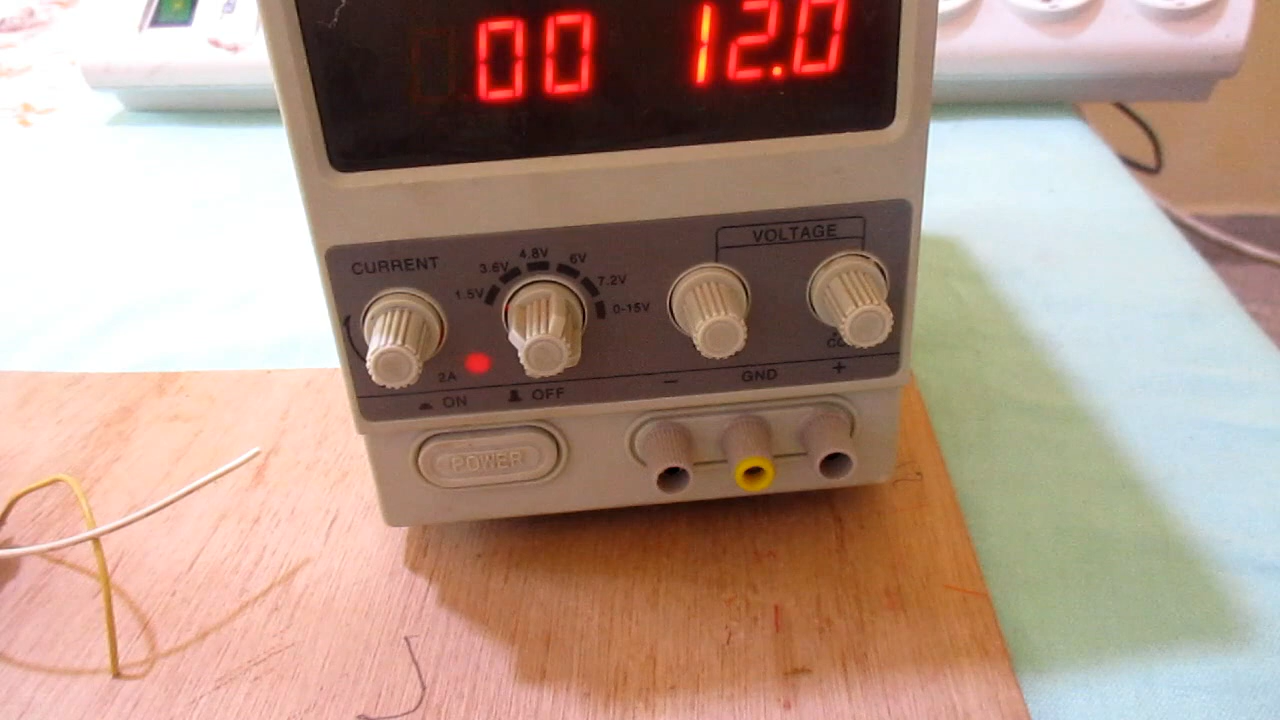 00 12.0
VOLTAGE
CURRENT
1.5V 3.6V 4.8V 6V 7.2V 0-15V
2A
ON OFF
- GND +
POWER